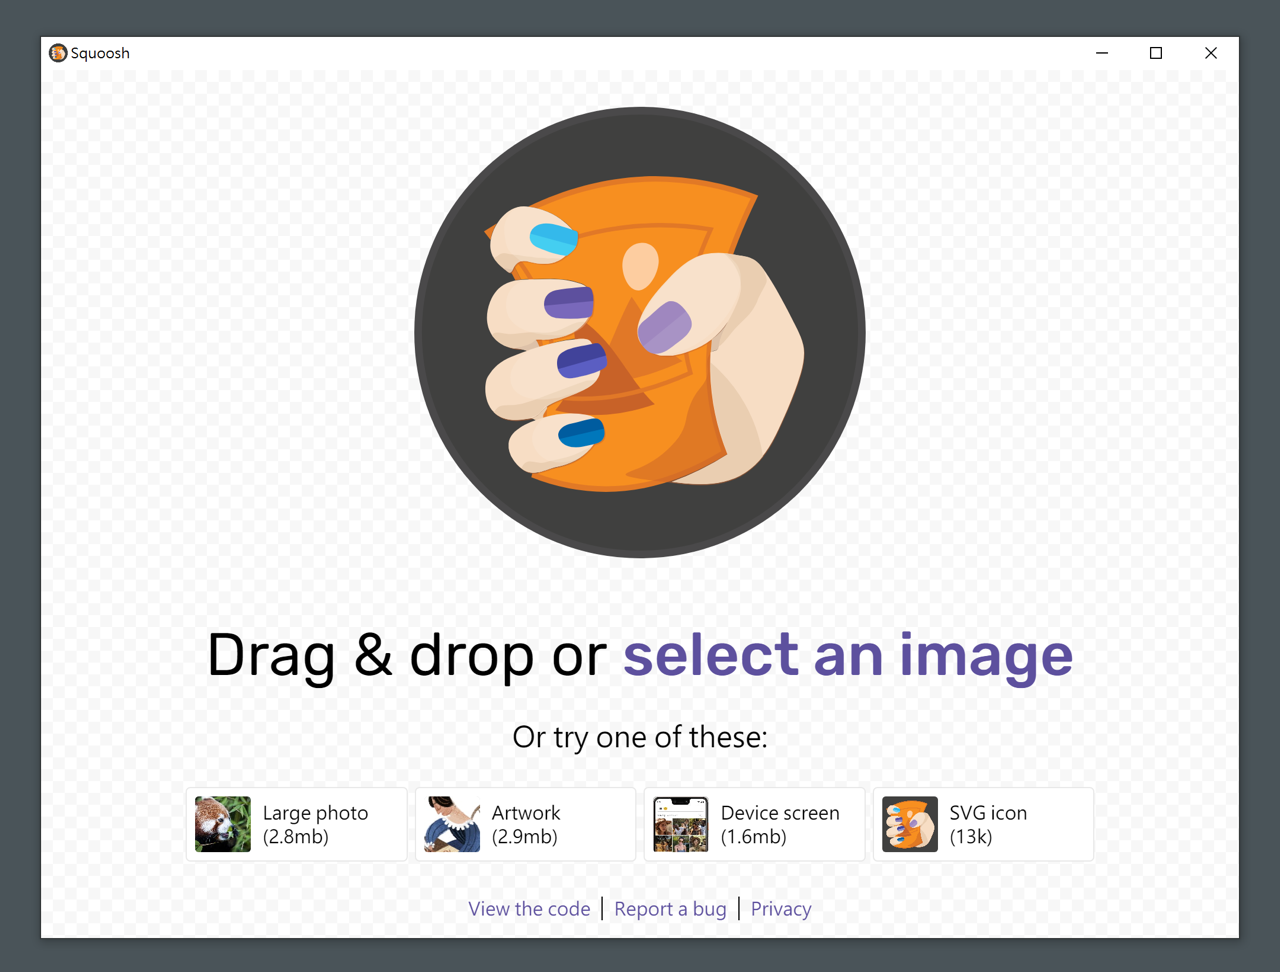 Squoosh
Drag & drop or select an image
Or try one of these:
Large photo
(2.8mb)
Artwork
(2.9mb)
Device screen
(1.6mb)
SVG icon
(13k)
View the code | Report a bug | Privacy